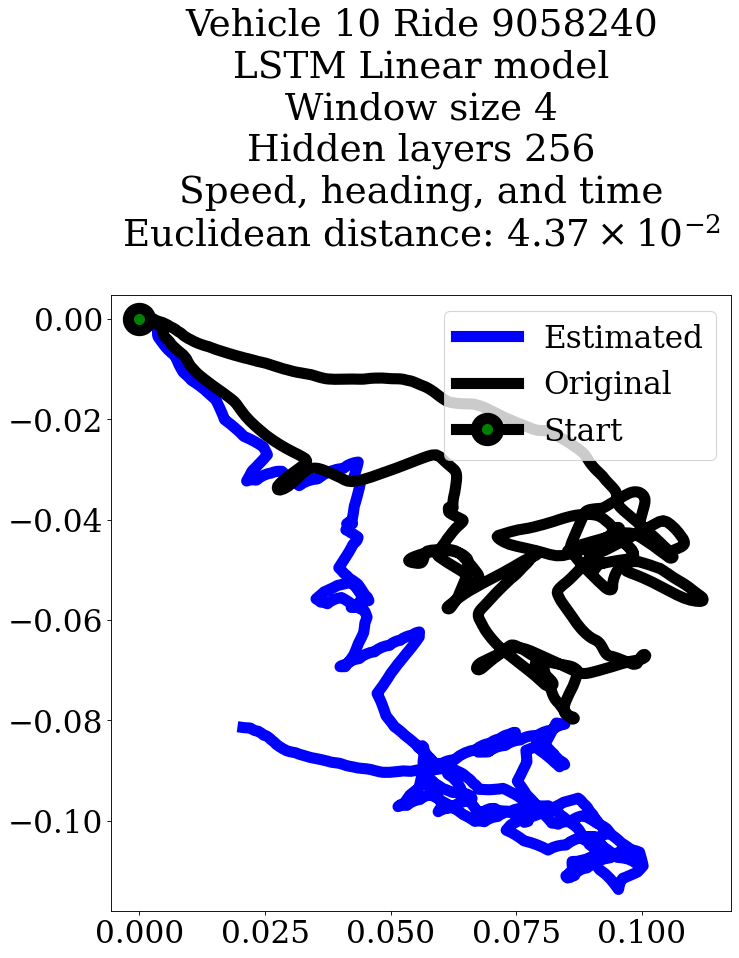 Vehicle 10 Ride 9058240
LSTM Linear model
Window size 4
Hidden layers 256
Speed, heading, and time
Euclidean distance: 4.37 × 10⁻²
Estimated
Original
Start
0.00
−0.02
−0.04
−0.06
−0.08
−0.10
0.000 0.025 0.050 0.075 0.100